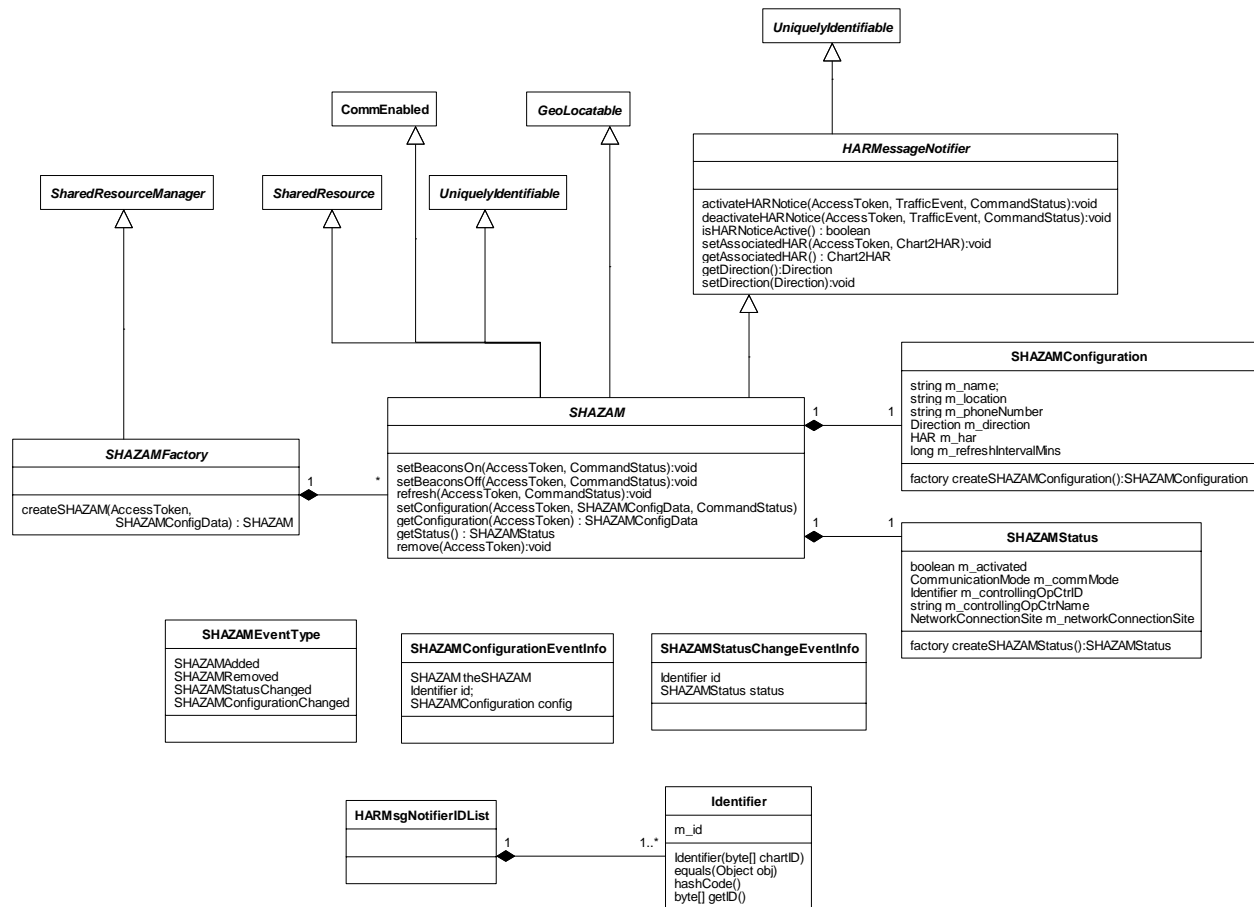 UniquelyIdentifiable
CommEnabled
GeoLocatable
HARMessageNotifier
activateHARNotice(AccessToken, TrafficEvent, CommandStatus):void
deactivateHARNotice(AccessToken, TrafficEvent, CommandStatus):void
isHARNoticeActive() : boolean
setAssociatedHAR(AccessToken, Chart2HAR):void
getAssociatedHAR() : Chart2HAR
getDirection():Direction
setDirection(Direction):void
SharedResourceManager
SharedResource
UniquelyIdentifiable
SHAZAMConfiguration
string m_name;
string m_location
string m_phoneNumber
Direction m_direction
HAR m_har
long m_refreshIntervalMins
factory createSHAZAMConfiguration():SHAZAMConfiguration
SHAZAM
setBeaconsOn(AccessToken, CommandStatus):void
setBeaconsOff(AccessToken, CommandStatus):void
refresh(AccessToken, CommandStatus):void
setConfiguration(AccessToken, SHAZAMConfigData, CommandStatus)
getConfiguration(AccessToken) : SHAZAMConfigData
getStatus() : SHAZAMStatus
remove(AccessToken):void
1
1
SHAZAMFactory
createSHAZAM(AccessToken,
SHAZAMConfigData) : SHAZAM
1
*
1
1
SHAZAMStatus
boolean m_activated
CommunicationMode m_commMode
Identifier m_controllingOpCtrID
string m_controllingOpCtrName
NetworkConnectionSite m_networkConnectionSite
factory createSHAZAMStatus():SHAZAMStatus
SHAZAMEventType
SHAZAMAdded
SHAZAMRemoved
SHAZAMStatusChanged
SHAZAMConfigurationChanged
SHAZAMConfigurationEventInfo
SHAZAM theSHAZAM
Identifier id;
SHAZAMConfiguration config
SHAZAMStatusChangeEventInfo
Identifier id
SHAZAMStatus status
HARMsgNotifierIDList
1
1..*
Identifier
m_id
Identifier(byte[] chartID)
equals(Object obj)
hashCode()
byte[] getID()